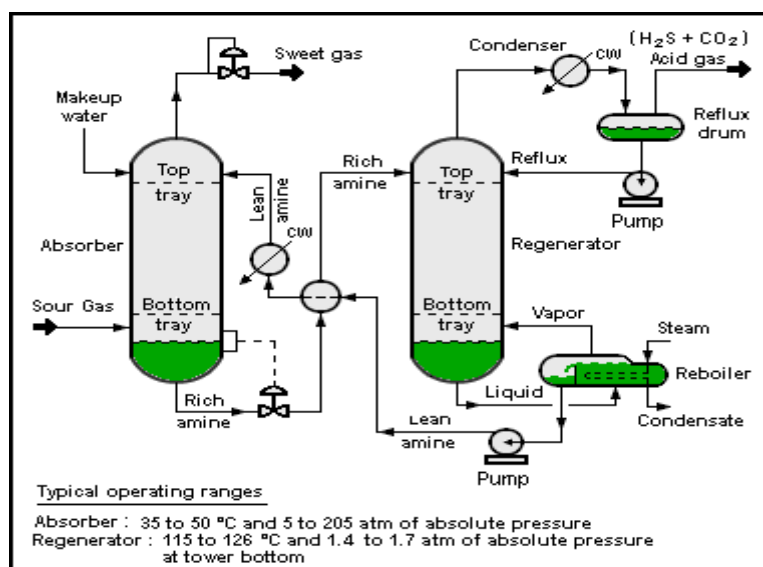 Sweet gas
Makeup
water
Top
tray
Absorber
Sour Gas
Bottom
tray
Rich
amine
Lean
amine
CW
Rich
amine
Condenser
CW
(H₂S + CO₂)
Acid gas
Reflux
drum
Reflux
Pump
Top
tray
Regenerator
Bottom
tray
Vapor
Steam
Reboiler
Liquid
Condensate
Lean
amine
Pump
Typical operating ranges
Absorber : 35 to 50 °C and 5 to 205 atm of absolute pressure
Regenerator : 115 to 126 °C and 1.4 to 1.7 atm of absolute pressure
at tower bottom